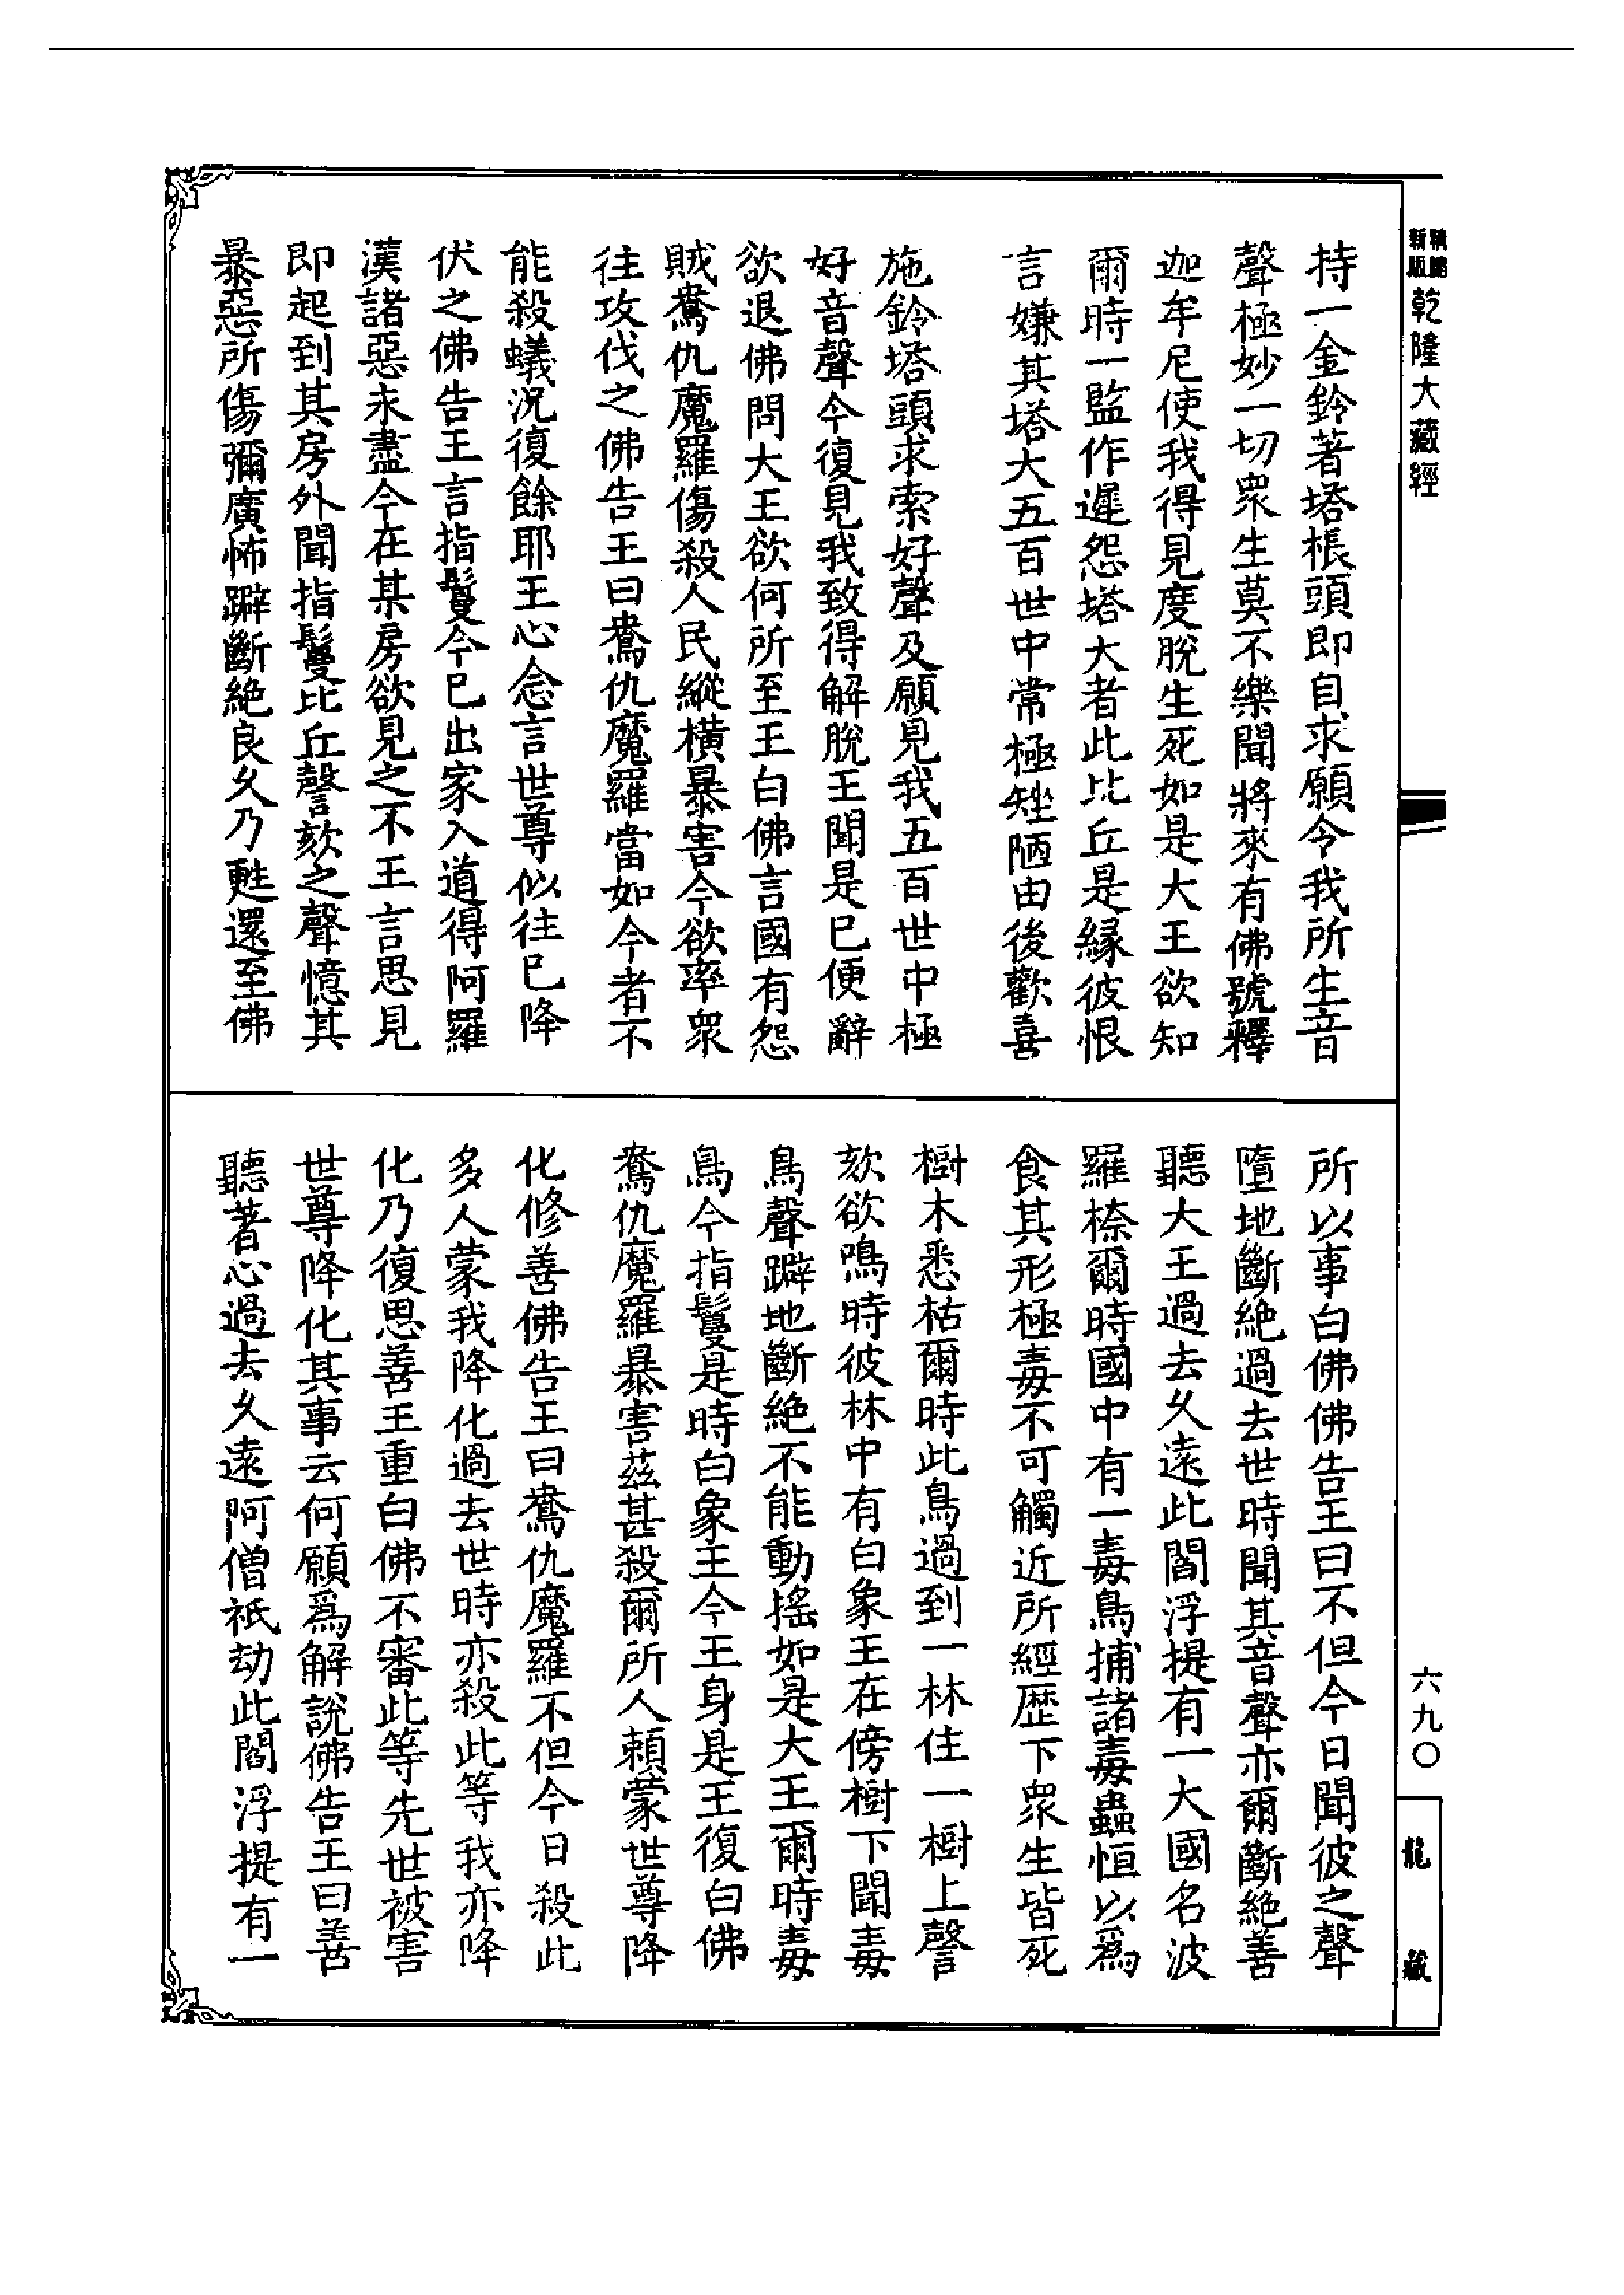 新版 精緻 乾隆大藏經
持一金鈴著塔棖頭即自求願令我所生音
聲極妙一切眾生莫不樂聞將來有佛號釋
迦牟尼使我得見度脫生死如是大王欲知
爾時一監作遲怨塔大者此比丘是緣彼恨
言嫌其塔大五百世中常極矬陋由後歡喜
施鈴塔頭求索好聲及願見我五百世中極
好音聲今復見我致得解脫王聞是已便辭
欲退佛問大王欲何所至王白佛言國有怨
賊鴦仇魔羅傷殺人民縱橫暴害今欲率眾
往攻伐之佛告王曰鴦仇魔羅當如今者不
能殺蟻況復餘耶王心念言世尊似往已降
伏之佛告王言指鬘今已出家入道得阿羅
漢諸惡永盡今在某房欲見之不王言思見
即起到其房外聞指鬘比丘謦欬之聲憶其
暴惡所傷彌廣怖躃斷絕良久乃甦還至佛
所以事白佛佛告王曰不但今日聞彼之聲
墮地斷絕過去世時聞其音聲亦爾斷絕善
聽大王過去久遠此閻浮提有一大國名波
羅㮈爾時國中有一毒鳥捕諸毒蟲恒以為
食其形極毒不可觸近所經歷下眾生皆死
樹木悉枯爾時此鳥過到一林住一樹上謦
欬欲鳴時彼林中有白象王在傍樹下聞毒
鳥聲躃地斷絕不能動搖如是大王爾時毒
鳥今指鬘是時白象王今王身是王復白佛
鴦仇魔羅暴害茲甚殺爾所人賴蒙世尊降
化修善佛告王曰鴦仇魔羅不但今日殺此
多人蒙我降化過去世時亦殺此等我亦降
化乃復思善王重白佛不審此等先世被害
世尊降化其事云何願為解說佛告王曰善
聽著心過去久遠阿僧祇劫此閻浮提有一
六九〇
龍藏